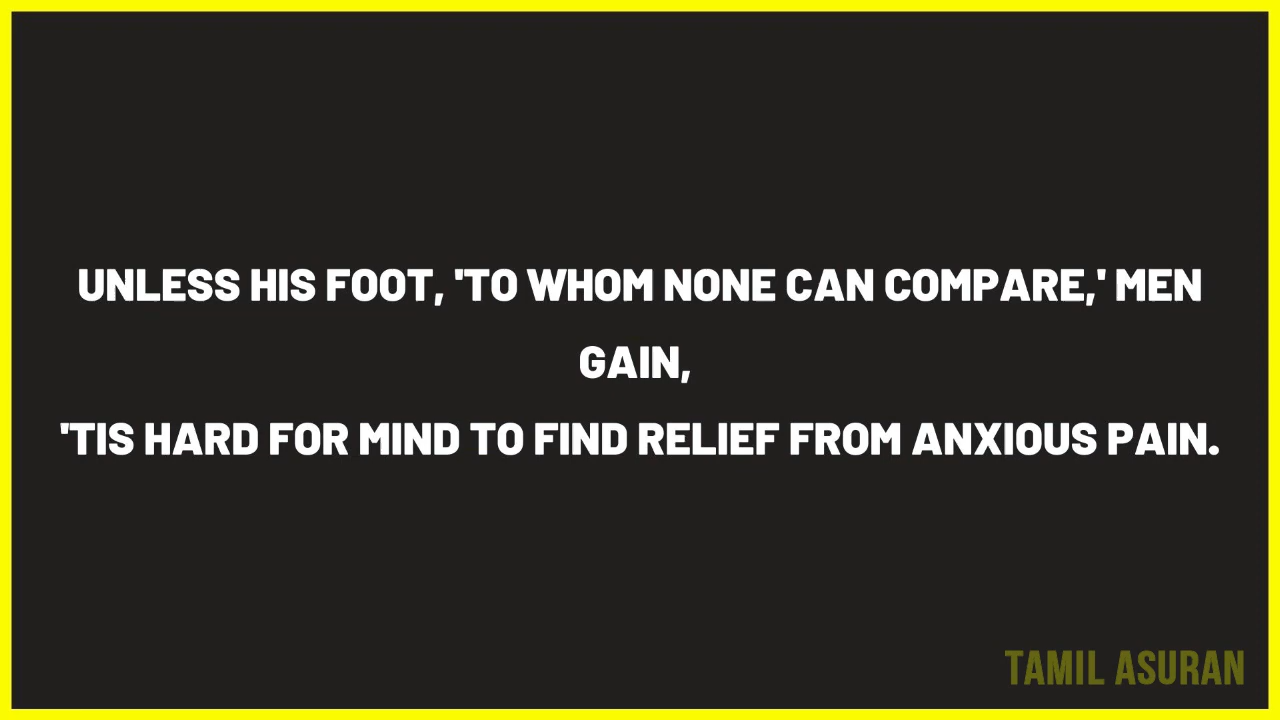 UNLESS HIS FOOT, 'TO WHOM NONE CAN COMPARE,' MEN
GAIN,
'TIS HARD FOR MIND TO FIND RELIEF FROM ANXIOUS PAIN.
TAMIL ASURAN